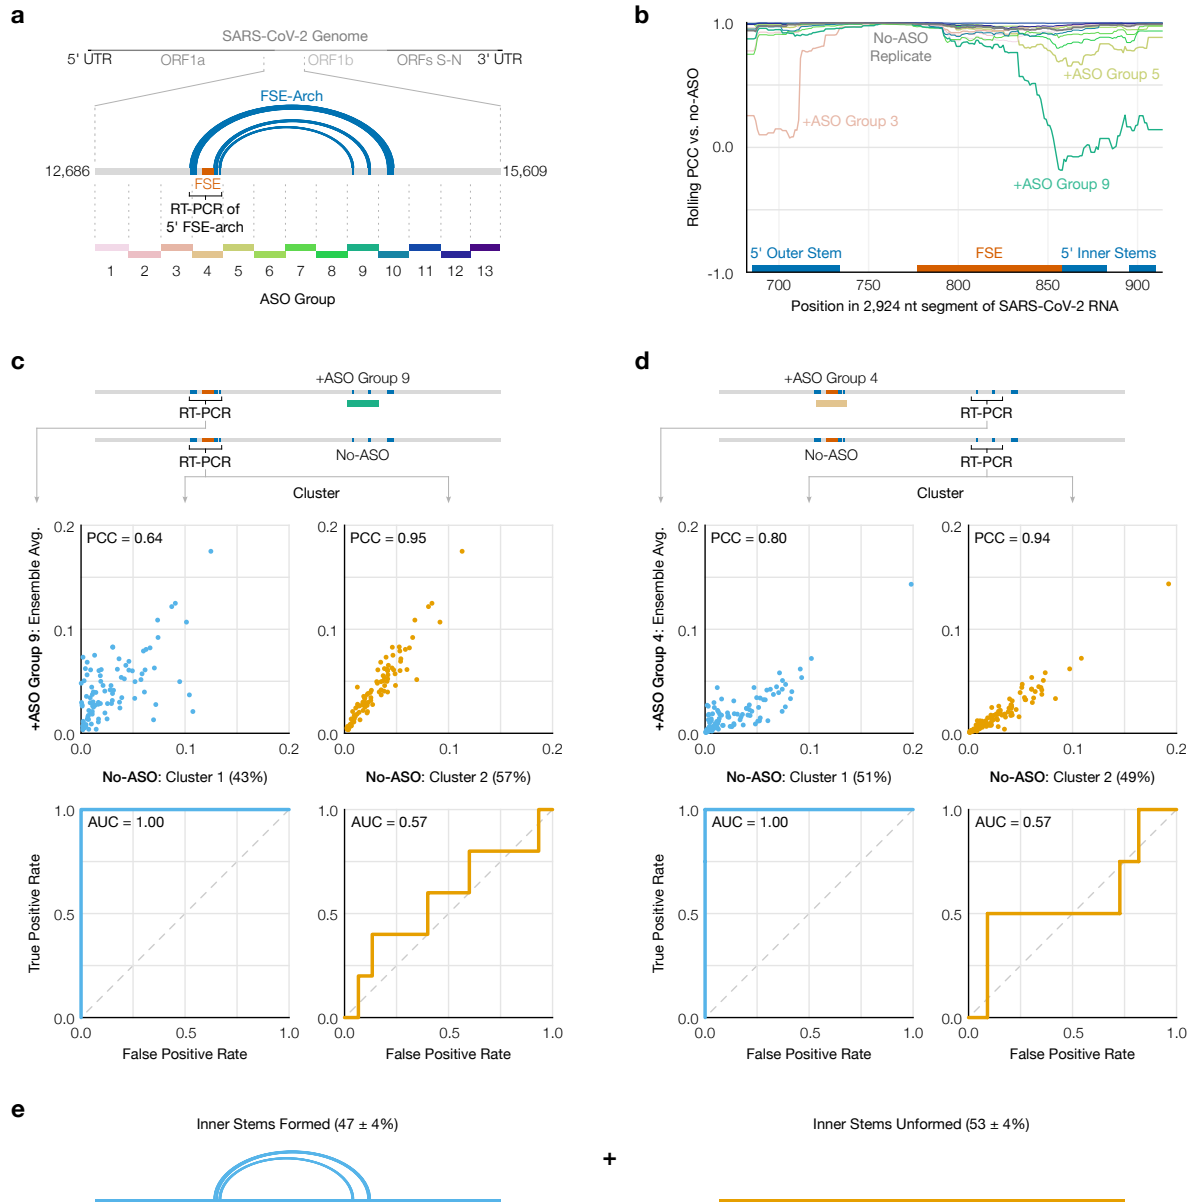 a
SARS-CoV-2 Genome
5' UTR
ORF1a
ORF1b
ORFs S-N
3' UTR
FSE-Arch
12,686
15,609
FSE
RT-PCR of
5' FSE-arch
1 2 3 4 5 6 7 8 9 10 11 12 13
ASO Group
b
Rolling PCC vs. no-ASO
1.0
0.0
-1.0
No-ASO
Replicate
+ASO Group 5
+ASO Group 3
+ASO Group 9
5' Outer Stem
FSE
5' Inner Stems
700 750 800 850 900
Position in 2,924 nt segment of SARS-CoV-2 RNA
c
+ASO Group 9
RT-PCR
No-ASO
RT-PCR
Cluster
+ASO Group 9: Ensemble Avg.
0.2
0.1
0.0
PCC = 0.64
0.0 0.1 0.2
No-ASO: Cluster 1 (43%)
0.2
0.1
0.0
PCC = 0.95
0.0 0.1 0.2
No-ASO: Cluster 2 (57%)
True Positive Rate
1.0
0.5
0.0
AUC = 1.00
0.0 0.5 1.0
False Positive Rate
1.0
0.5
0.0
AUC = 0.57
0.0 0.5 1.0
False Positive Rate
d
+ASO Group 4
RT-PCR
No-ASO
RT-PCR
Cluster
+ASO Group 4: Ensemble Avg.
0.2
0.1
0.0
PCC = 0.80
0.0 0.1 0.2
No-ASO: Cluster 1 (51%)
0.2
0.1
0.0
PCC = 0.94
0.0 0.1 0.2
No-ASO: Cluster 2 (49%)
True Positive Rate
1.0
0.5
0.0
AUC = 1.00
0.0 0.5 1.0
False Positive Rate
1.0
0.5
0.0
AUC = 0.57
0.0 0.5 1.0
False Positive Rate
e
Inner Stems Formed (47 ± 4%)
+
Inner Stems Unformed (53 ± 4%)